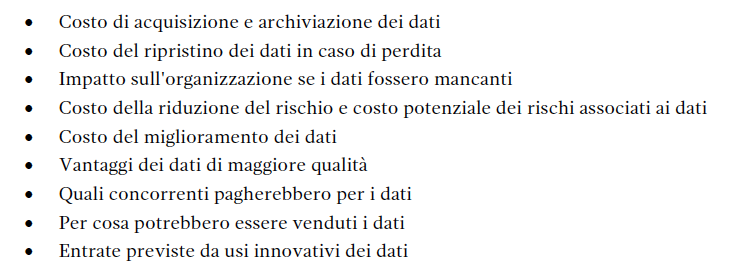 • Costo di acquisizione e archiviazione dei dati
• Costo del ripristino dei dati in caso di perdita
• Impatto sull'organizzazione se i dati fossero mancanti
• Costo della riduzione del rischio e costo potenziale dei rischi associati ai dati
• Costo del miglioramento dei dati
• Vantaggi dei dati di maggiore qualità
• Quali concorrenti pagherebbero per i dati
• Per cosa potrebbero essere venduti i dati
• Entrate previste da usi innovativi dei dati